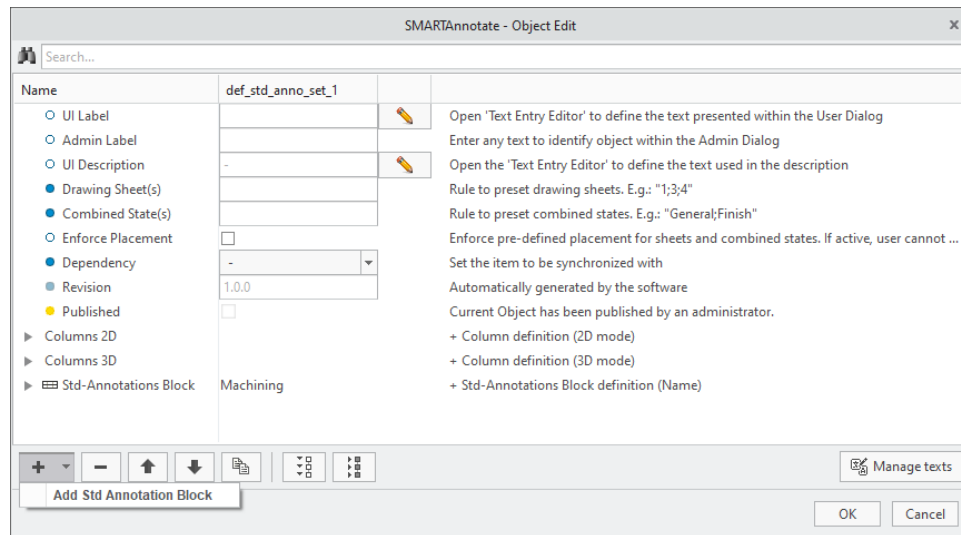 SMARTAnnotate - Object Edit x
Search...
Name def_std_anno_set_1
UI Label Open 'Text Entry Editor' to define the text presented within the User Dialog
Admin Label Enter any text to identify object within the Admin Dialog
UI Description - Open the 'Text Entry Editor' to define the text used in the description
Drawing Sheet(s) Rule to preset drawing sheets. E.g.: "1;3;4"
Combined State(s) Rule to preset combined states. E.g.: "General;Finish"
Enforce Placement Enforce pre-defined placement for sheets and combined states. If active, user cannot ...
Dependency - Set the item to be synchronized with
Revision 1.0.0 Automatically generated by the software
Published Current Object has been published by an administrator.
Columns 2D + Column definition (2D mode)
Columns 3D + Column definition (3D mode)
Std-Annotations Block Machining + Std-Annotations Block definition (Name)
Manage texts
Add Std Annotation Block
OK Cancel